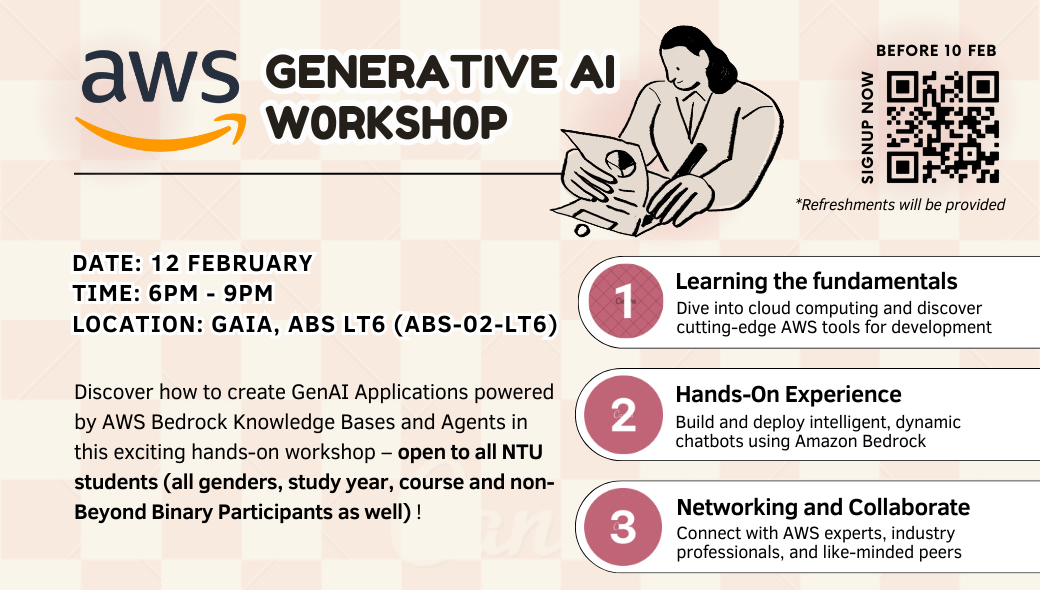 aws
GENERATIVE AI
WORKSHOP
BEFORE 10 FEB
SIGNUP NOW
*Refreshments will be provided
DATE: 12 FEBRUARY
TIME: 6PM - 9PM
LOCATION: GAIA, ABS LT6 (ABS-02-LT6)
Discover how to create GenAI Applications powered
by AWS Bedrock Knowledge Bases and Agents in
this exciting hands-on workshop – open to all NTU
students (all genders, study year, course and non-
Beyond Binary Participants as well) !
1
Learning the fundamentals
Dive into cloud computing and discover
cutting-edge AWS tools for development
2
Hands-On Experience
Build and deploy intelligent, dynamic
chatbots using Amazon Bedrock
3
Networking and Collaborate
Connect with AWS experts, industry
professionals, and like-minded peers